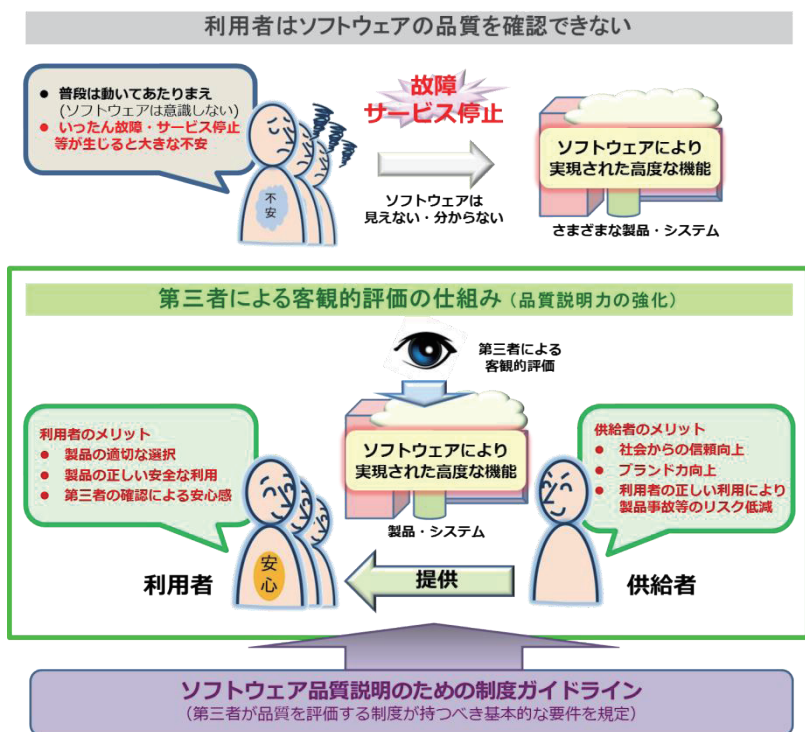 利用者はソフトウェアの品質を確認できない
● 普段は動いてあたりまえ
(ソフトウェアは意識しない)
● いったん故障・サービス停止
等が生じると大きな不安
不
安
故障
サービス停止
ソフトウェアは
見えない・分からない
ソフトウェアにより
実現された高度な機能
さまざまな製品・システム
第三者による客観的評価の仕組み（品質説明力の強化）
第三者による
客観的評価
利用者のメリット
● 製品の適切な選択
● 製品の正しい安全な利用
● 第三者の確認による安心感
ソフトウェアにより
実現された高度な機能
製品・システム
供給者のメリット
● 社会からの信頼向上
● ブランド力向上
● 利用者の正しい利用により
製品事故等のリスク低減
利用者
安
心
提供
供給者
ソフトウェア品質説明のための制度ガイドライン
（第三者が品質を評価する制度が持つべき基本的な要件を規定）